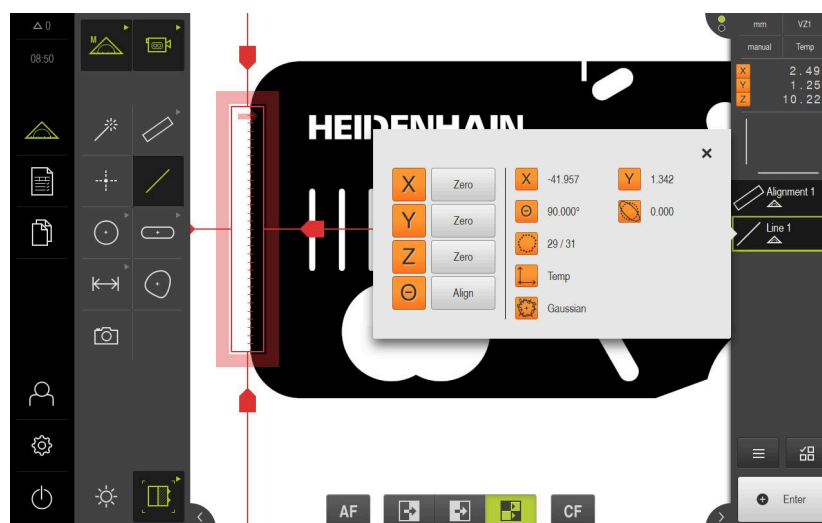 0
08:50
M
HEIDENHAIN
X Zero
Y Zero
Z Zero
Θ Align
X -41.957 Y 1.342
Θ 90.000° 0.000
29 / 31
Temp
Gaussian
mm VZ1
manual Temp
X 2.49
Y 1.25
Z 10.22
Alignment 1
Line 1
Enter
AF
CF